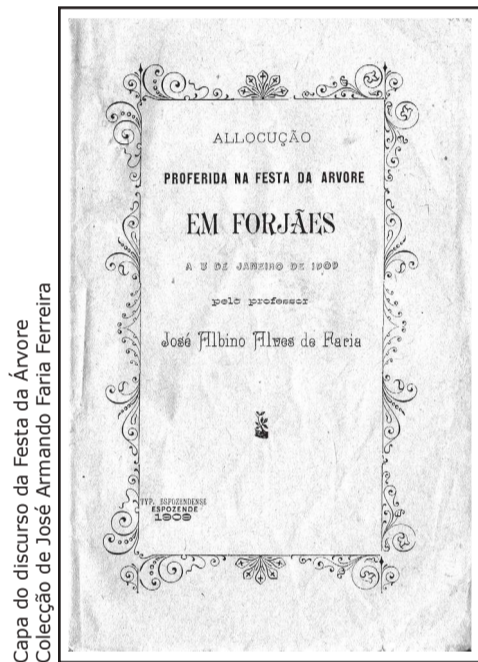 Capa do discurso da Festa da Árvore
Colecção de José Armando Faria Ferreira
ALLOCUÇÃO
PROFERIDA NA FESTA DA ARVORE
EM FORJÃES
A 3 DE JANEIRO DE 1909
pelo professor
José Albino Alves de Faria
TYP. ESPOZENDENSE
ESPOZENDE
1909